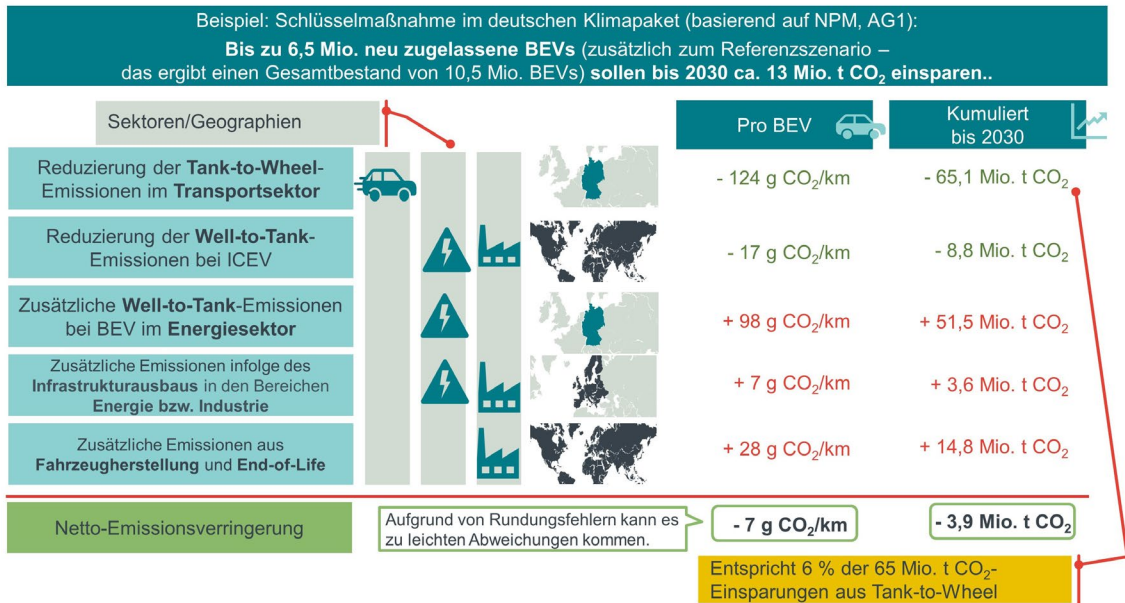 Beispiel: Schlüsselmaßnahme im deutschen Klimapaket (basierend auf NPM, AG1):
Bis zu 6,5 Mio. neu zugelassene BEVs (zusätzlich zum Referenzszenario –
das ergibt einen Gesamtbestand von 10,5 Mio. BEVs) sollen bis 2030 ca. 13 Mio. t CO₂ einsparen..
Sektoren/Geographien
Pro BEV
Kumuliert
bis 2030
Reduzierung der Tank-to-Wheel-
Emissionen im Transportsektor
- 124 g CO₂/km
- 65,1 Mio. t CO₂
Reduzierung der Well-to-Tank-
Emissionen bei ICEV
- 17 g CO₂/km
- 8,8 Mio. t CO₂
Zusätzliche Well-to-Tank-Emissionen
bei BEV im Energiesektor
+ 98 g CO₂/km
+ 51,5 Mio. t CO₂
Zusätzliche Emissionen infolge des
Infrastrukturausbaus in den Bereichen
Energie bzw. Industrie
+ 7 g CO₂/km
+ 3,6 Mio. t CO₂
Zusätzliche Emissionen aus
Fahrzeugherstellung und End-of-Life
+ 28 g CO₂/km
+ 14,8 Mio. t CO₂
Netto-Emissionsverringerung
Aufgrund von Rundungsfehlern kann es
zu leichten Abweichungen kommen.
- 7 g CO₂/km
- 3,9 Mio. t CO₂
Entspricht 6 % der 65 Mio. t CO₂-
Einsparungen aus Tank-to-Wheel